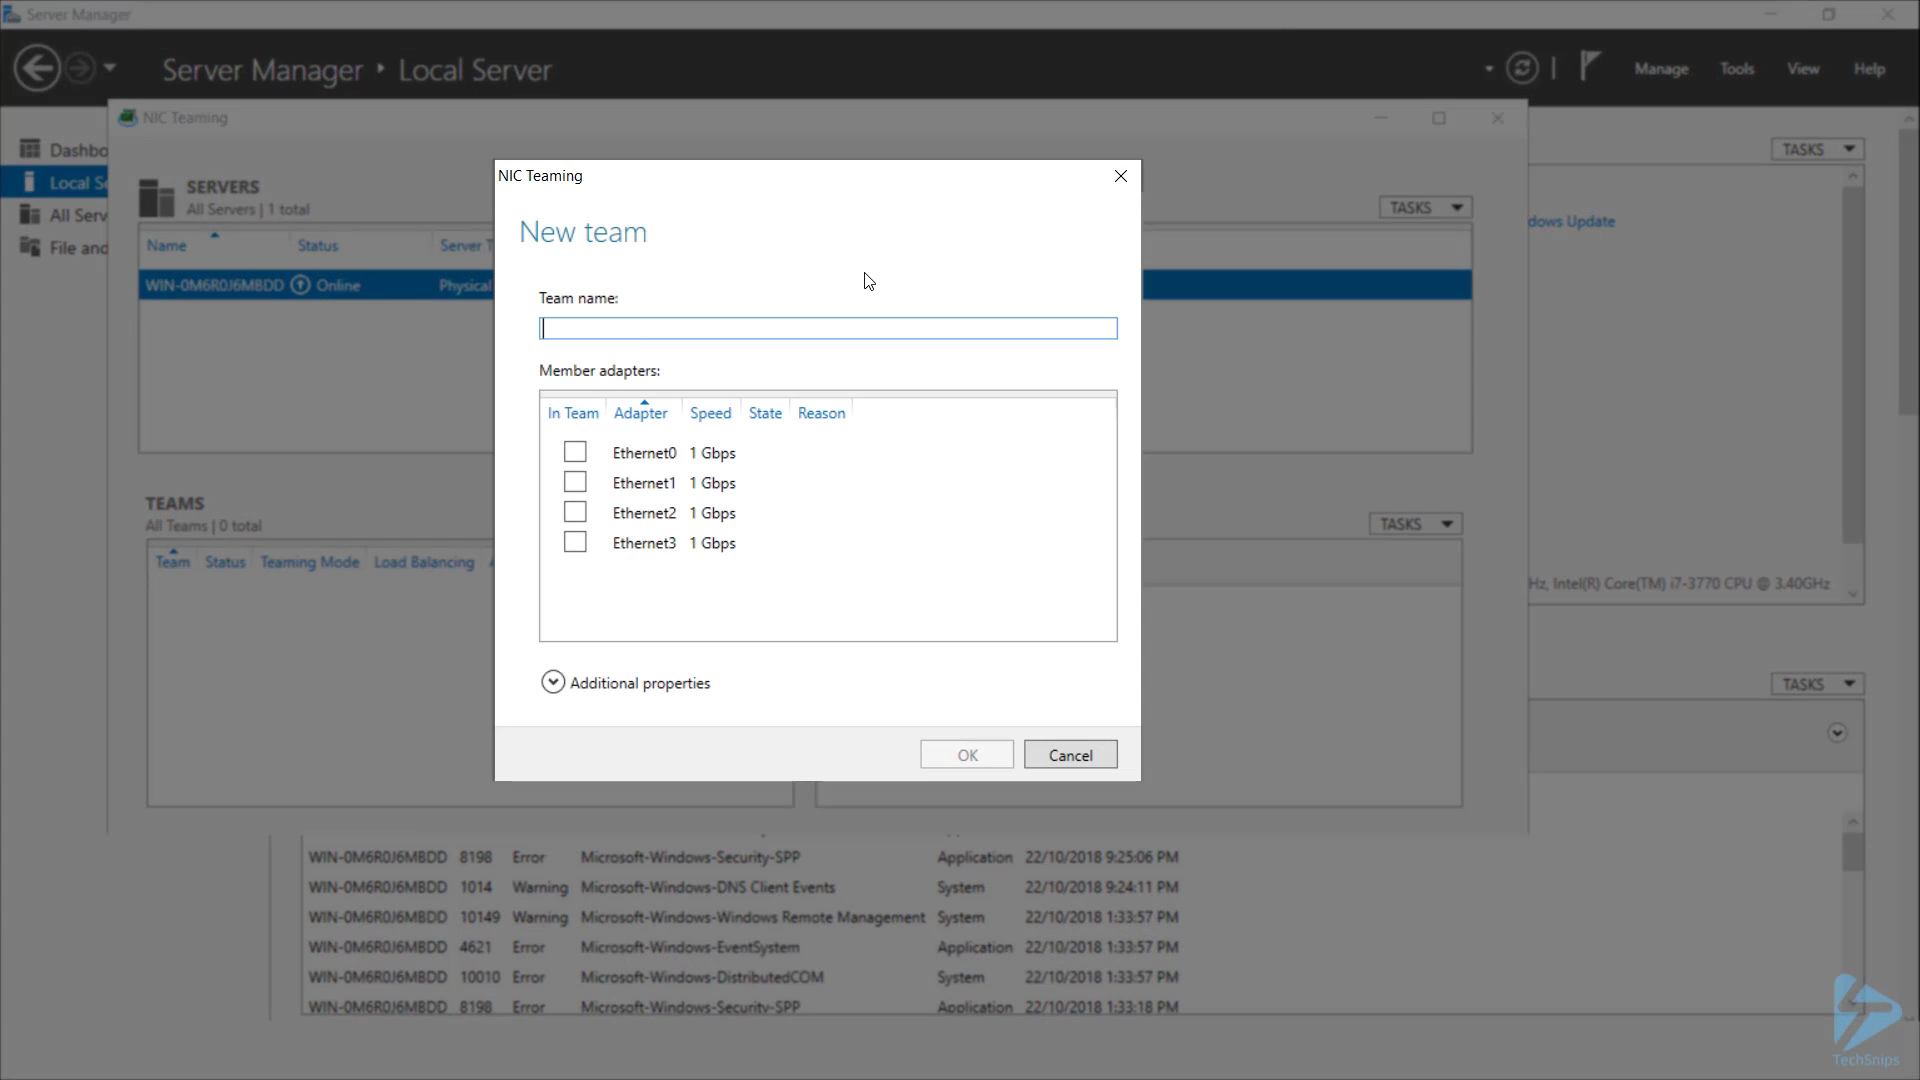 Server Manager
Server Manager • Local Server
Manage Tools View Help
NIC Teaming
Dashbo
Local Se
All Serv
File and
SERVERS
All Servers | 1 total
TASKS
Name Status Server T
WIN-0M6R0J6MBDD Online Physical
TEAMS
All Teams | 0 total
TASKS
Team Status Teaming Mode Load Balancing
NIC Teaming
New team
Team name:
Member adapters:
In Team Adapter Speed State Reason
Ethernet0 1 Gbps
Ethernet1 1 Gbps
Ethernet2 1 Gbps
Ethernet3 1 Gbps
Additional properties
OK Cancel
TASKS
dows Update
Hz, Intel(R) Core(TM) i7-3770 CPU @ 3.40GHz
TASKS
WIN-0M6R0J6MBDD 8198 Error Microsoft-Windows-Security-SPP Application 22/10/2018 9:25:06 PM
WIN-0M6R0J6MBDD 1014 Warning Microsoft-Windows-DNS Client Events System 22/10/2018 9:24:11 PM
WIN-0M6R0J6MBDD 10149 Warning Microsoft-Windows-Windows Remote Management System 22/10/2018 1:33:57 PM
WIN-0M6R0J6MBDD 4621 Error Microsoft-Windows-EventSystem Application 22/10/2018 1:33:57 PM
WIN-0M6R0J6MBDD 10010 Error Microsoft-Windows-DistributedCOM System 22/10/2018 1:33:57 PM
WIN-0M6R0J6MBDD 8198 Error Microsoft-Windows-Security-SPP Application 22/10/2018 1:33:18 PM
TechSnips